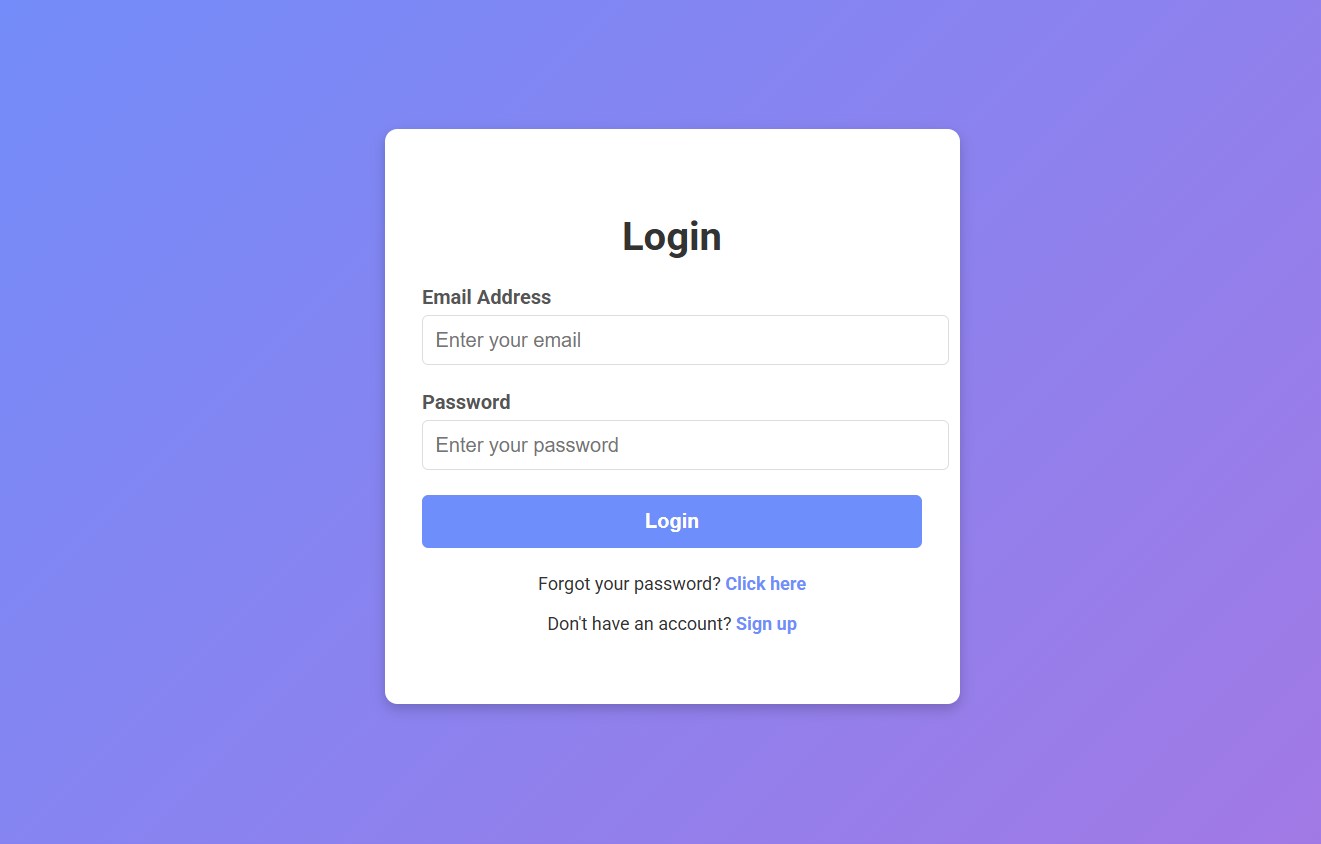 Login
Email Address
Enter your email
Password
Enter your password
Login
Forgot your password? Click here
Don't have an account? Sign up